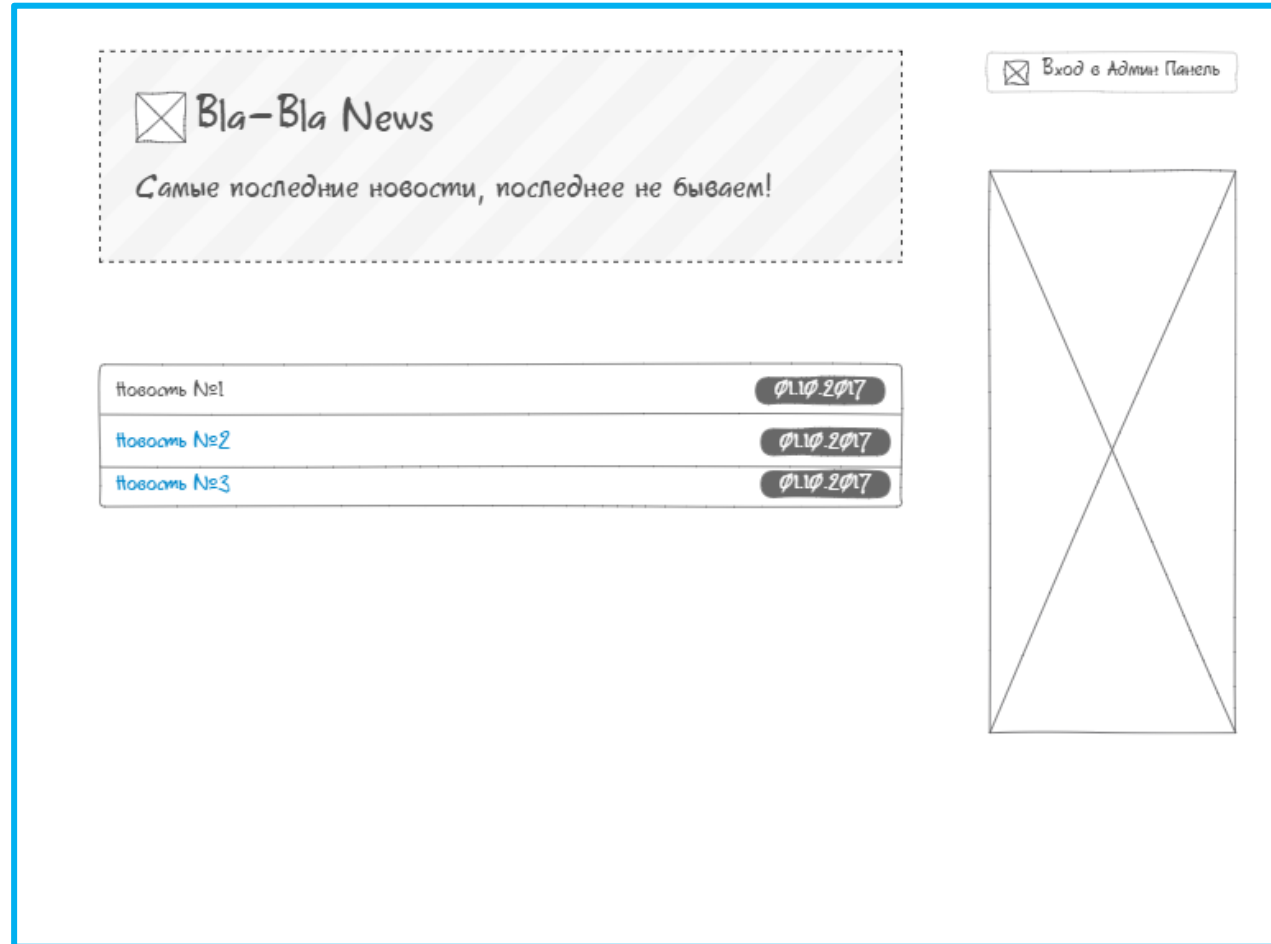 Bla-Bla News
Самые последние новости, последнее не бывает!
Вход в Админ Панель
Новость №1 01.10.2017
Новость №2 01.10.2017
Новость №3 01.10.2017